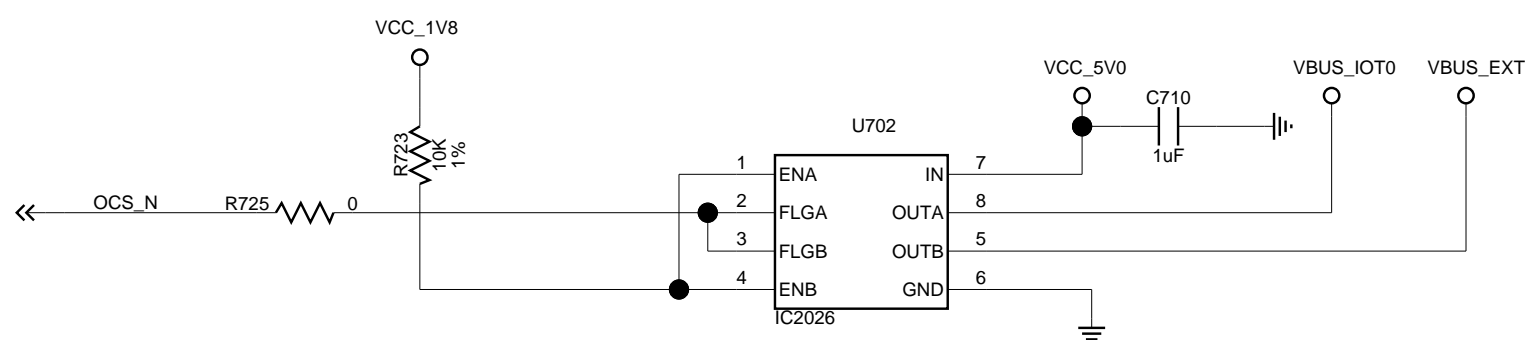 VCC_1V8
VCC_5V0
VBUS_IOT0
VBUS_EXT
C710
1uF
U702
R723
10K
1%
OCS_N
R725
0
1
ENA
IN
7
2
FLGA
OUTA
8
3
FLGB
OUTB
5
4
ENB
GND
6
IC2026